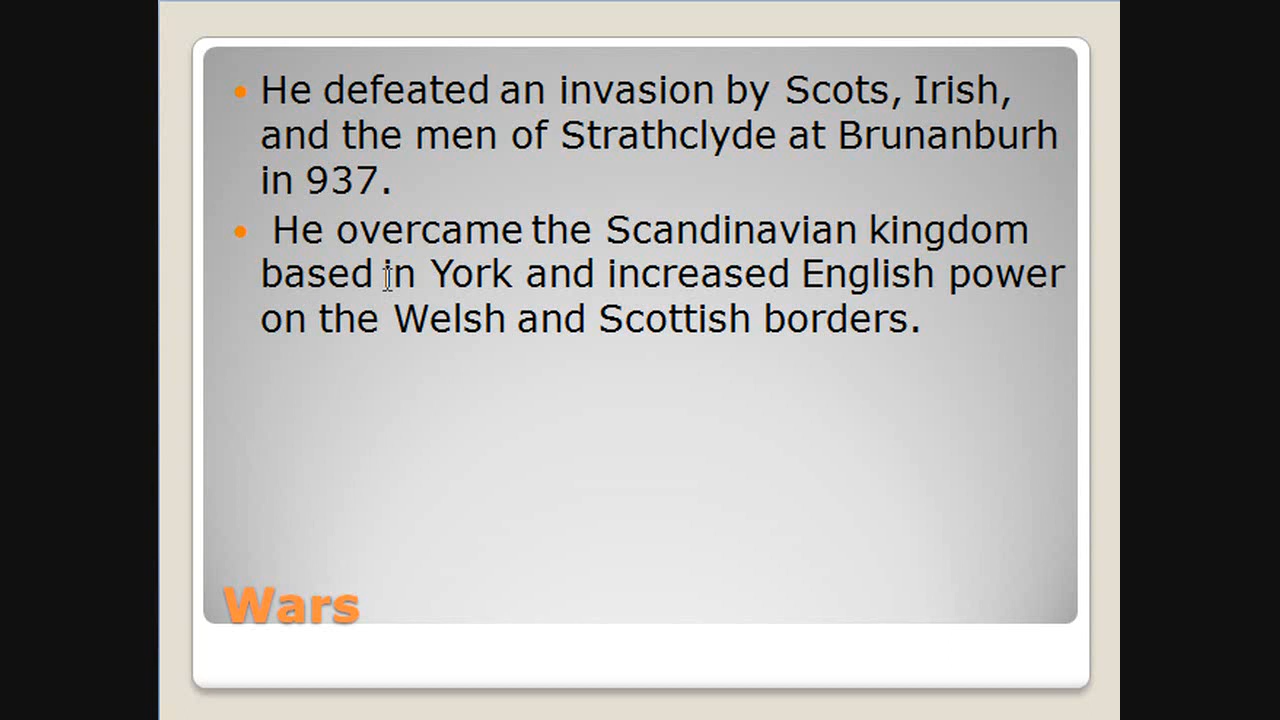 • He defeated an invasion by Scots, Irish,
and the men of Strathclyde at Brunanburh
in 937.
• He overcame the Scandinavian kingdom
based in York and increased English power
on the Welsh and Scottish borders.
Wars